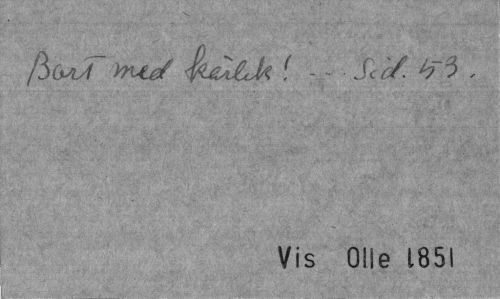 Bort med kärlek! --- Sid. 53.
Vis Olle 1851